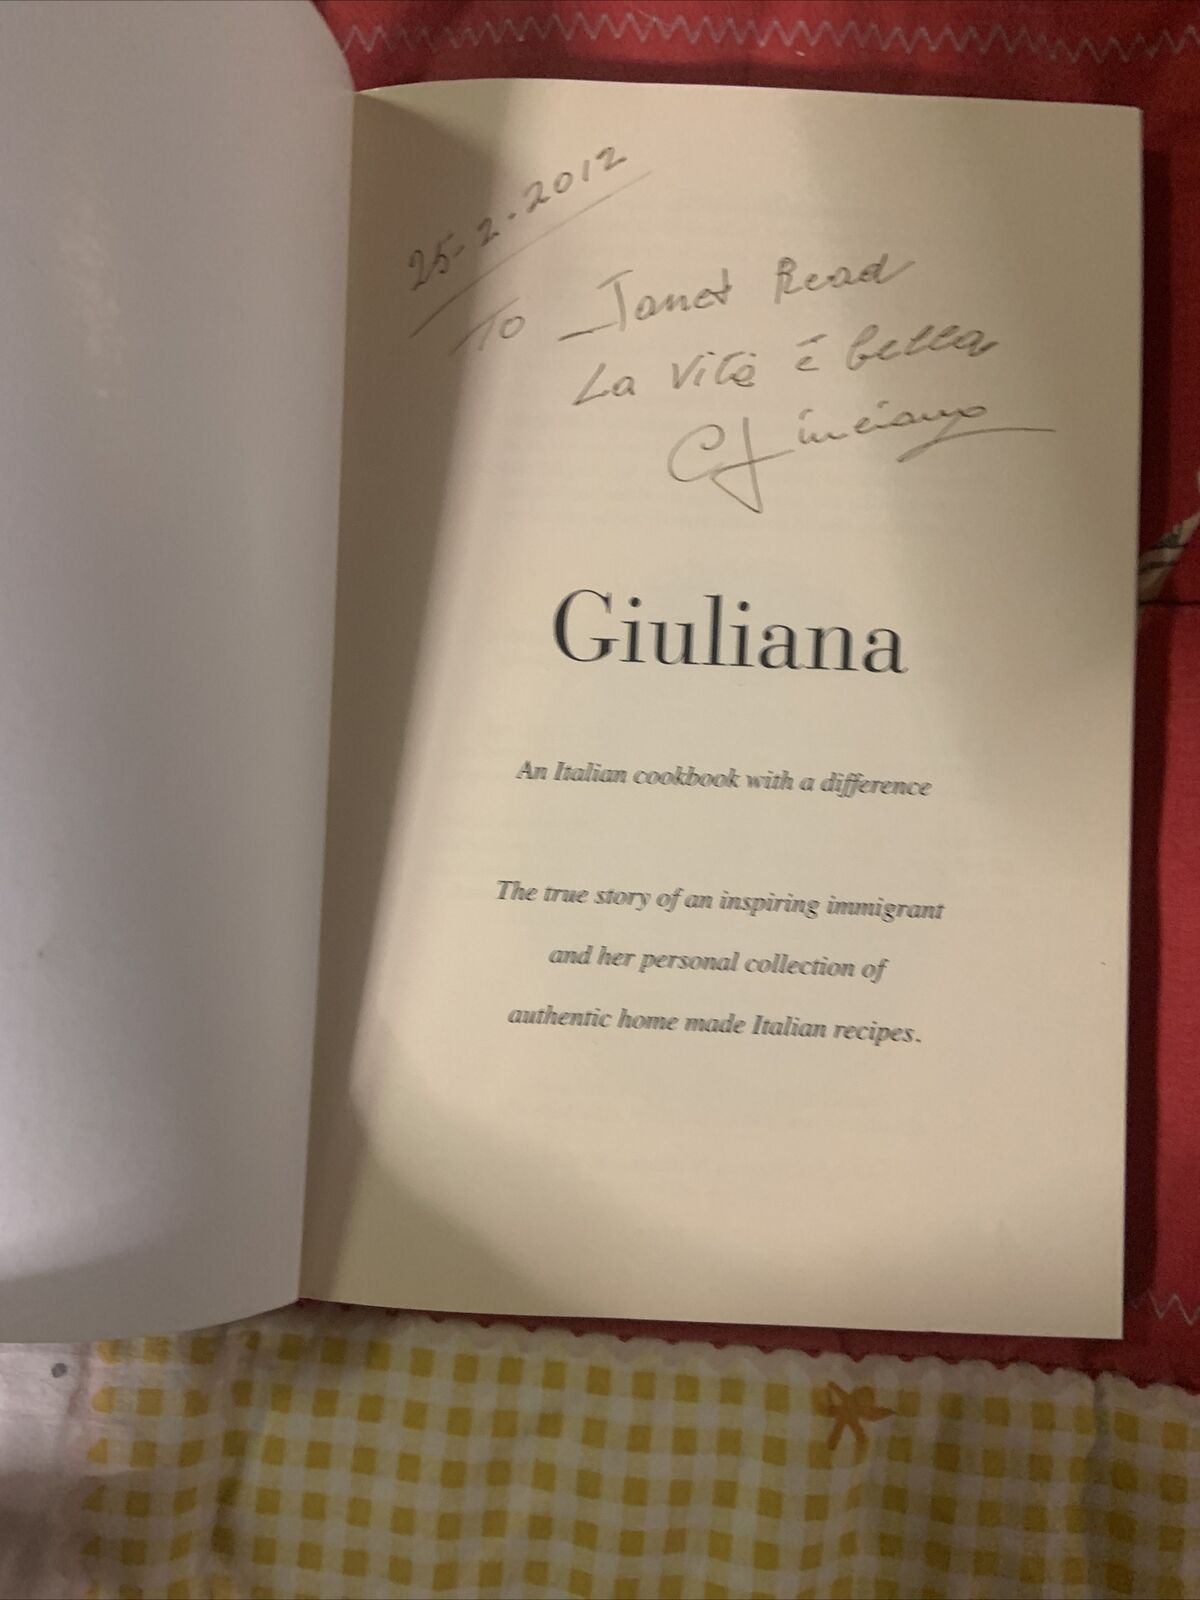 25-2-2012
To Janet Read
La vita è bella
Giuliana
An Italian cookbook with a difference
The true story of an inspiring immigrant
and her personal collection of
authentic home made Italian recipes.